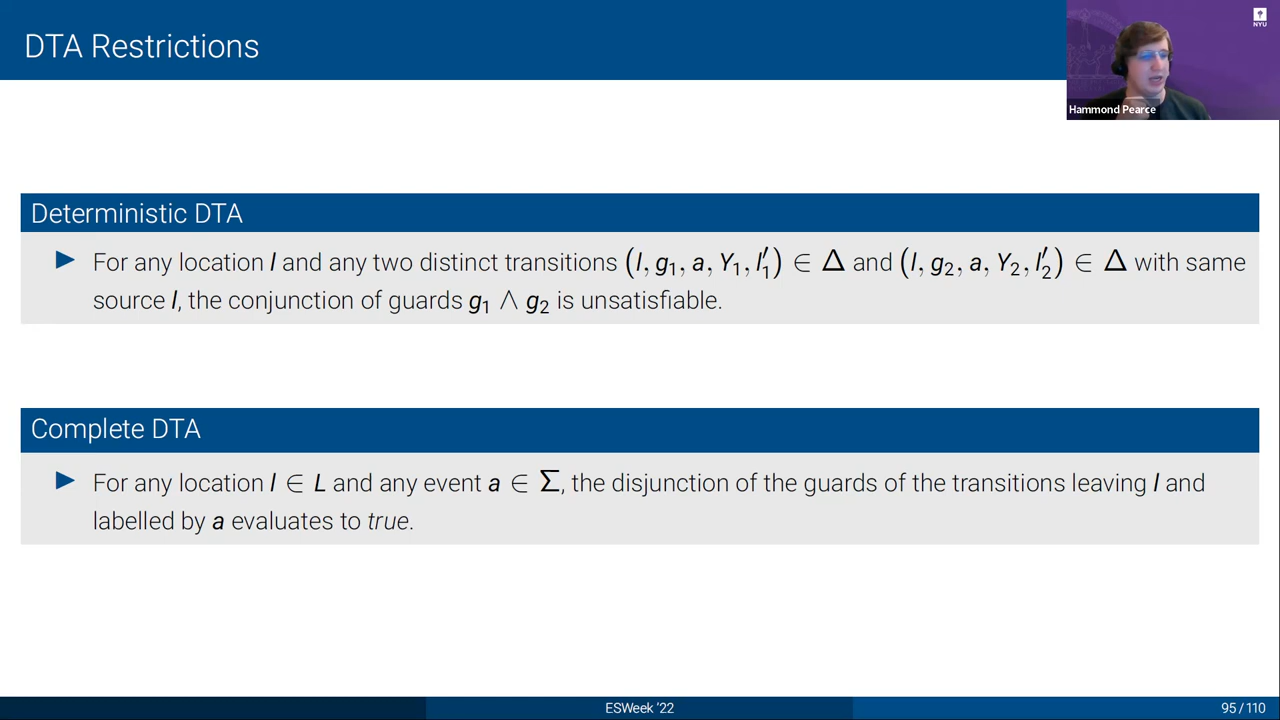 DTA Restrictions
NYU
Hammond Pearce
Deterministic DTA
For any location l and any two distinct transitions (l, g₁, a, Y₁, l′₁) ∈ Δ and (l, g₂, a, Y₂, l′₂) ∈ Δ with same
source l, the conjunction of guards g₁ ∧ g₂ is unsatisfiable.
Complete DTA
For any location l ∈ L and any event a ∈ Σ, the disjunction of the guards of the transitions leaving l and
labelled by a evaluates to true.
ESWeek '22
95 / 110